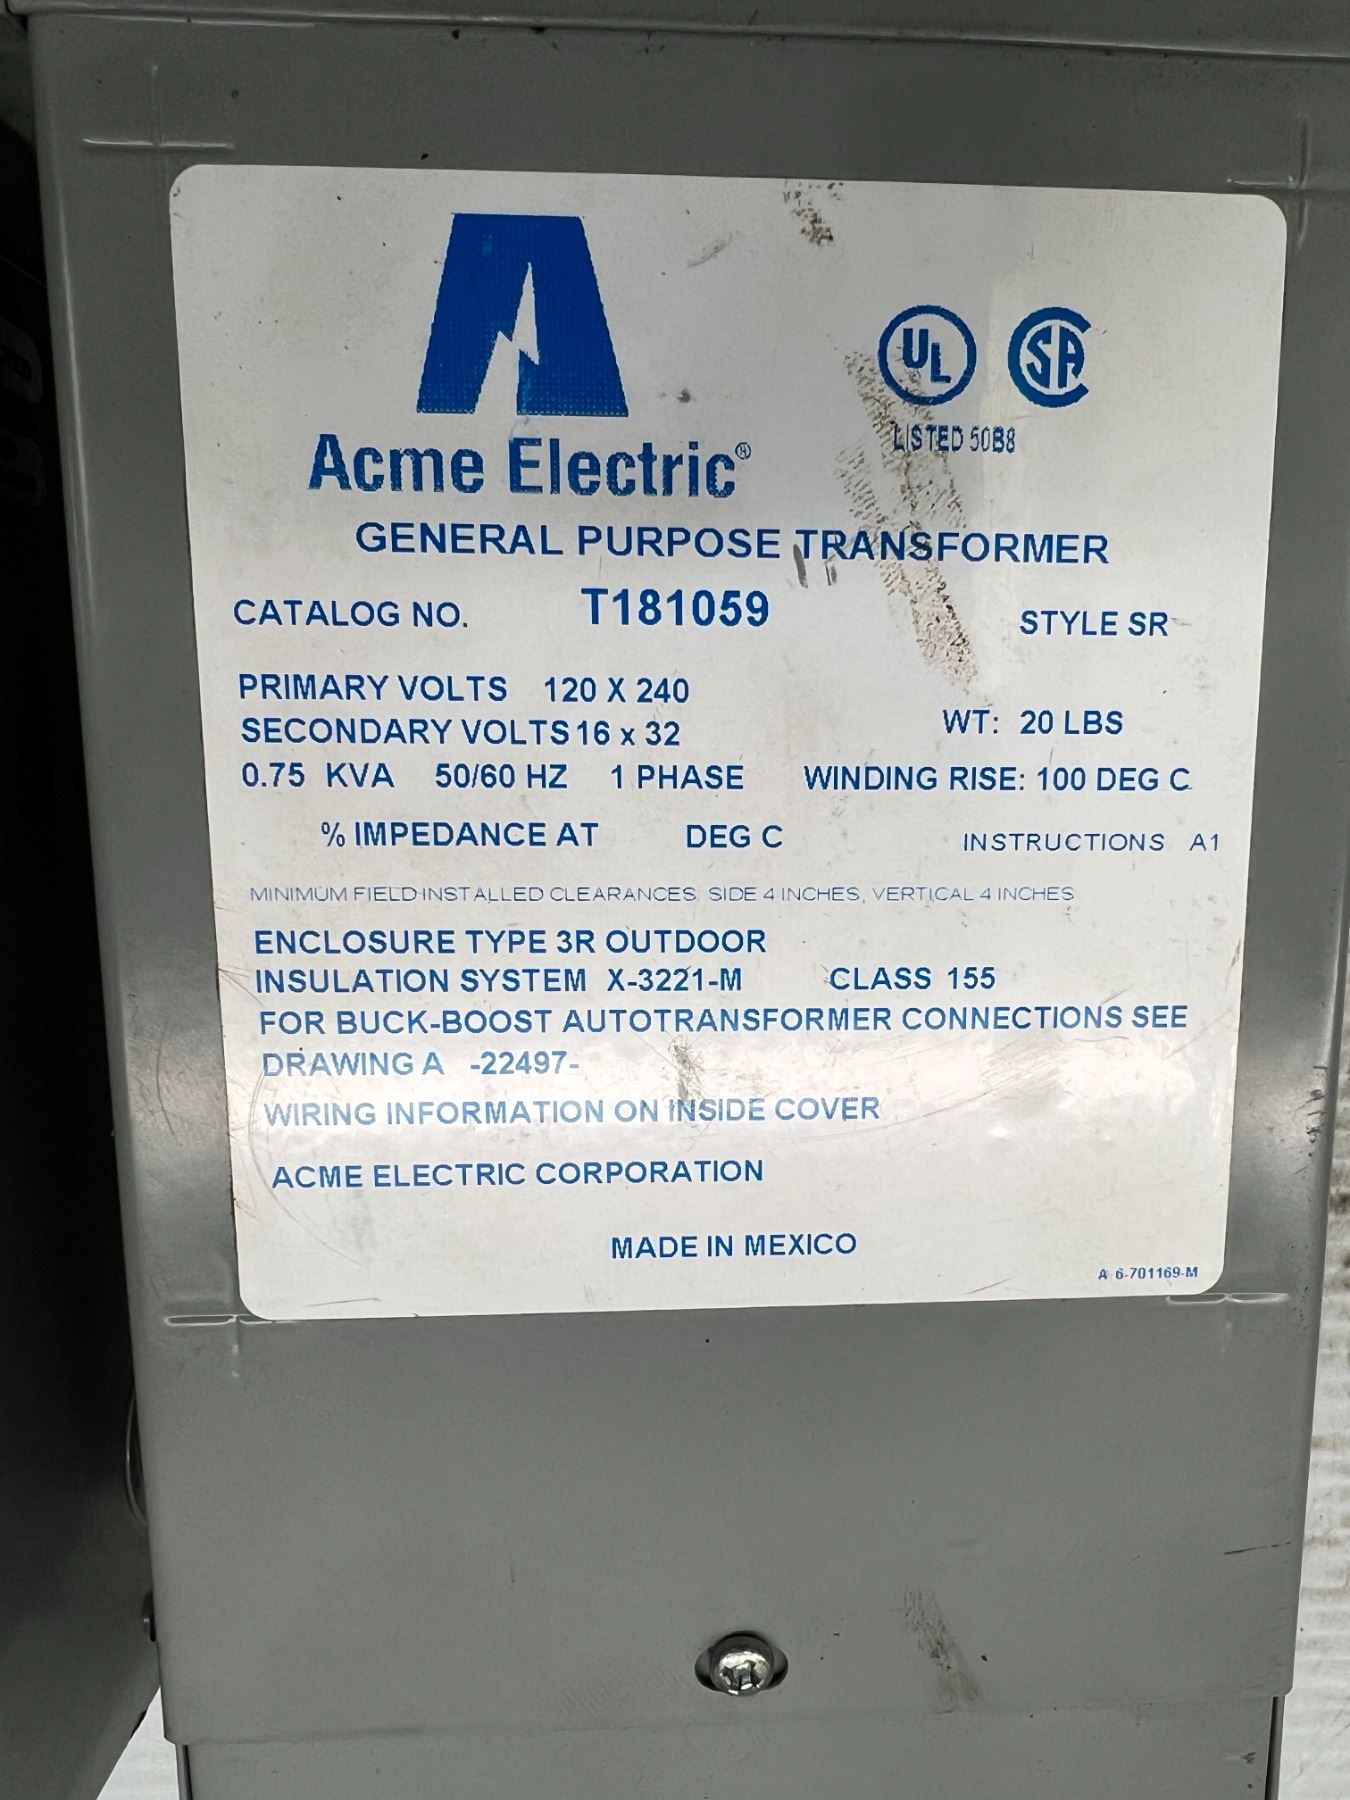 UL
SA
LISTED 50B8
Acme Electric®
GENERAL PURPOSE TRANSFORMER
CATALOG NO. T181059 STYLE SR
PRIMARY VOLTS 120 X 240
SECONDARY VOLTS 16 x 32 WT: 20 LBS
0.75 KVA 50/60 HZ 1 PHASE WINDING RISE: 100 DEG C
% IMPEDANCE AT DEG C INSTRUCTIONS A1
MINIMUM FIELD INSTALLED CLEARANCES: SIDE 4 INCHES, VERTICAL 4 INCHES
ENCLOSURE TYPE 3R OUTDOOR
INSULATION SYSTEM X-3221-M CLASS 155
FOR BUCK-BOOST AUTOTRANSFORMER CONNECTIONS SEE
DRAWING A -22497-
WIRING INFORMATION ON INSIDE COVER
ACME ELECTRIC CORPORATION
MADE IN MEXICO
A 6-701169-M